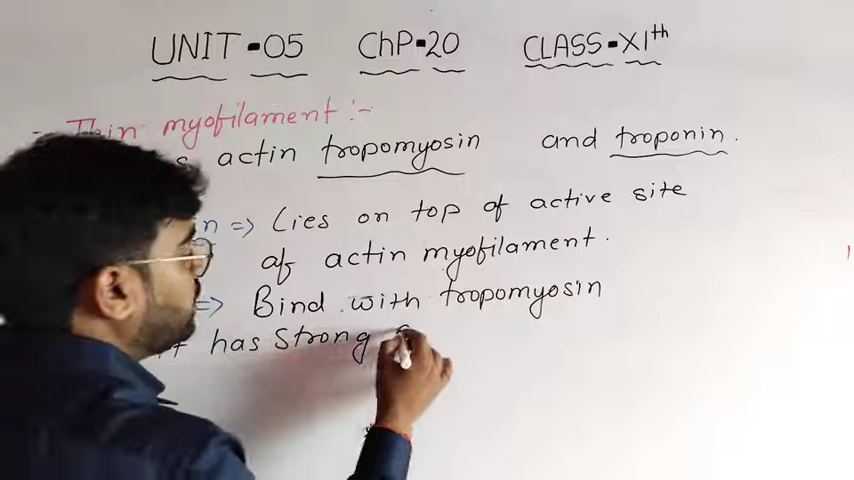 UNIT-05 ChP-20 CLASS-XIth
Thin myofilament :-
actin tropomyosin and troponin.
n => Lies on top of active site
of actin myofilament.
=> Bind with tropomyosin
It has Strong